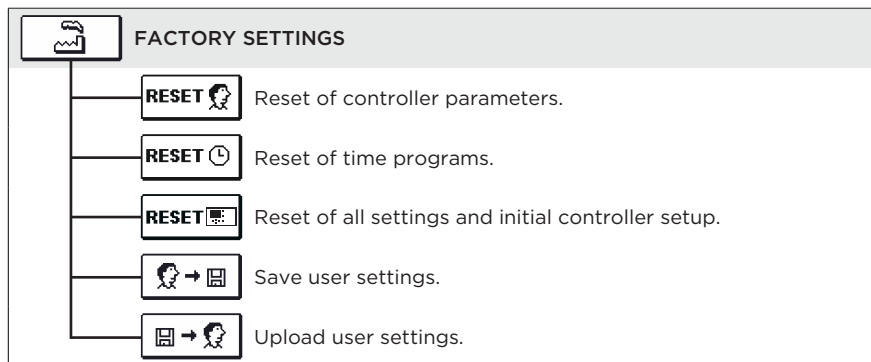 FACTORY SETTINGS
RESET Reset of controller parameters.
RESET Reset of time programs.
RESET Reset of all settings and initial controller setup.
Save user settings.
Upload user settings.